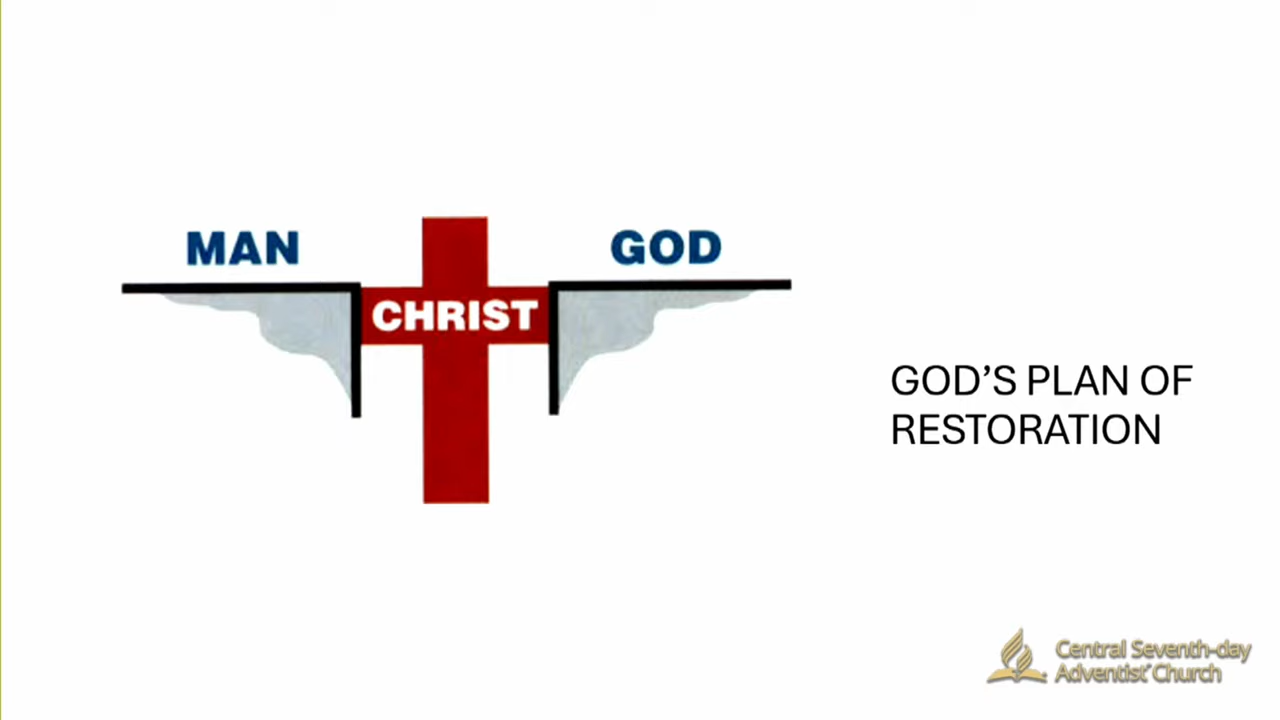 MAN
GOD
CHRIST
GOD’S PLAN OF
RESTORATION
Central Seventh-day
Adventist Church